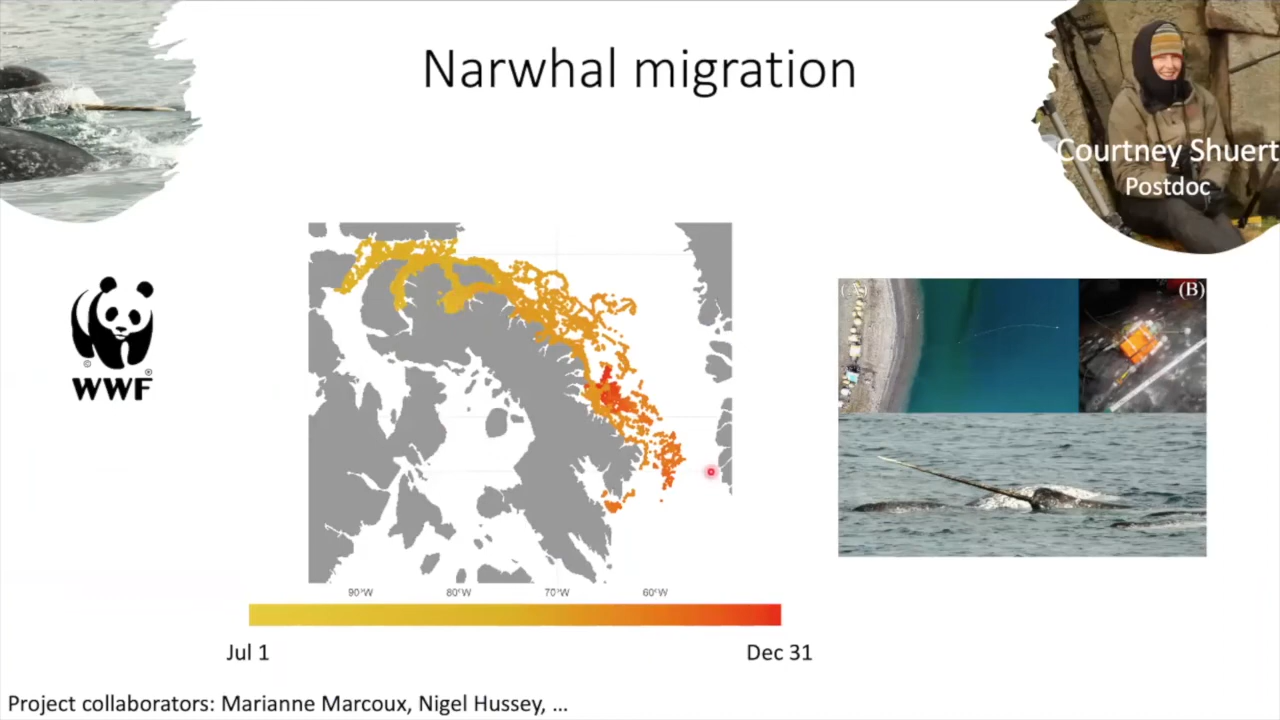 Narwhal migration
Courtney Shuert
Postdoc
© ®
WWF
(A)
(B)
90°W 80°W 70°W 60°W
Jul 1
Dec 31
Project collaborators: Marianne Marcoux, Nigel Hussey, ...